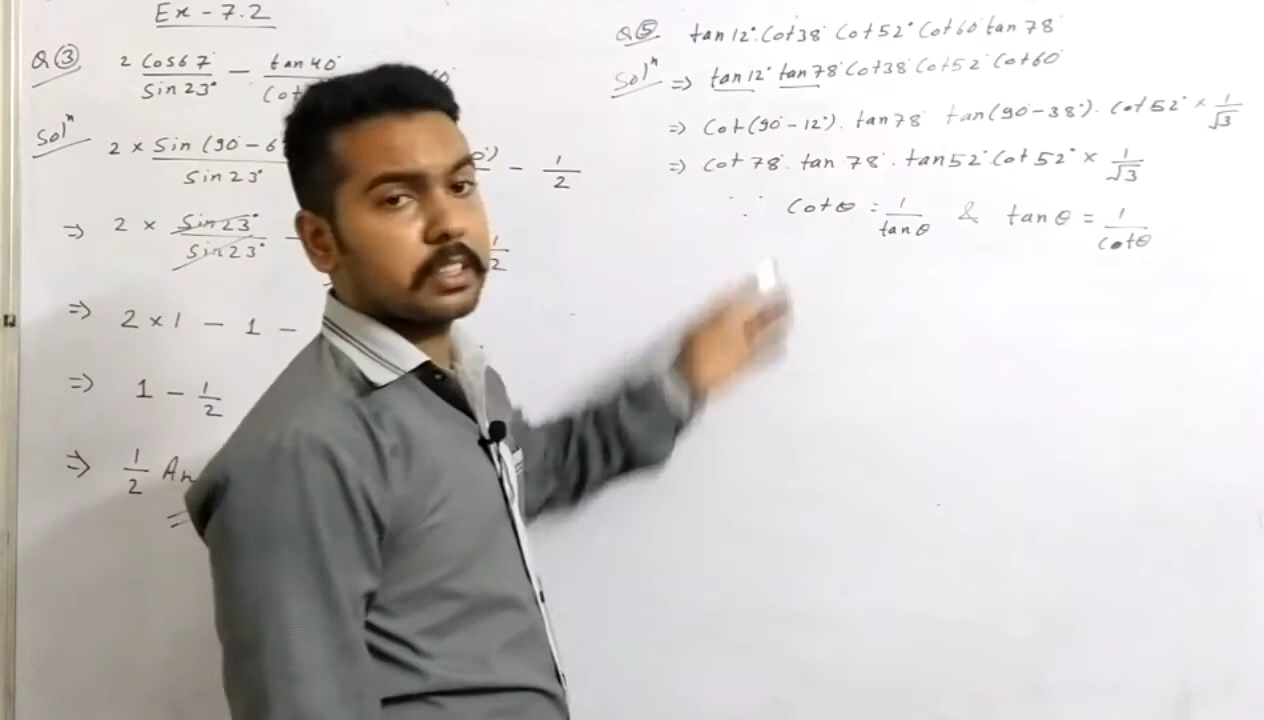 Ex - 7.2
Q③ 2 Cos67° / Sin23° - tan40° / Cot
Solⁿ 2 × Sin(90° - 6 / Sin23° 0°) - 1/2
⇒ 2 × Sin23° / Sin23° - 1/2
⇒ 2×1 - 1 -
⇒ 1 - 1/2
⇒ 1/2 An
Q⑤ tan12°. Cot38° Cot52° Cot60° tan78°
Solⁿ ⇒ tan12° tan78° Cot38° Cot52° Cot60°
⇒ Cot(90°-12°). tan78° tan(90°-38°). Cot52° × 1/√3
⇒ Cot78°. tan78°. tan52° Cot52° × 1/√3
∵ Cotθ = 1/tanθ & tanθ = 1/Cotθ